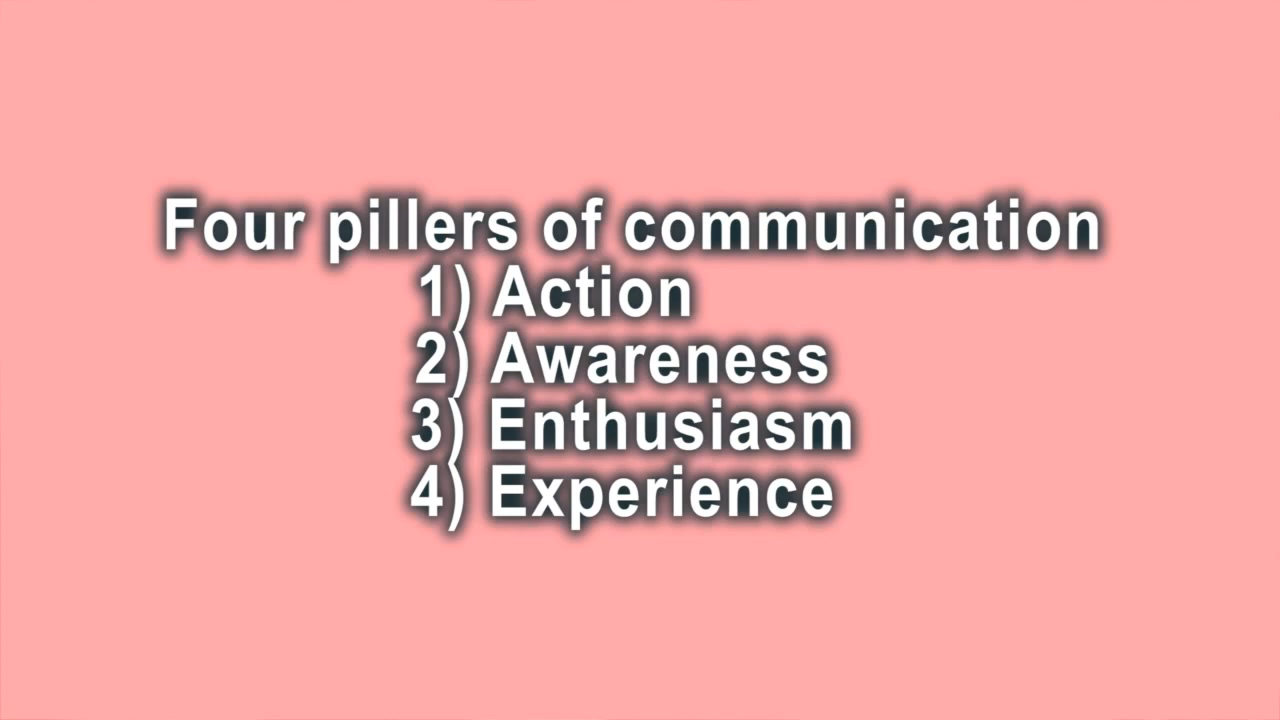 Four pillers of communication
1) Action
2) Awareness
3) Enthusiasm
4) Experience